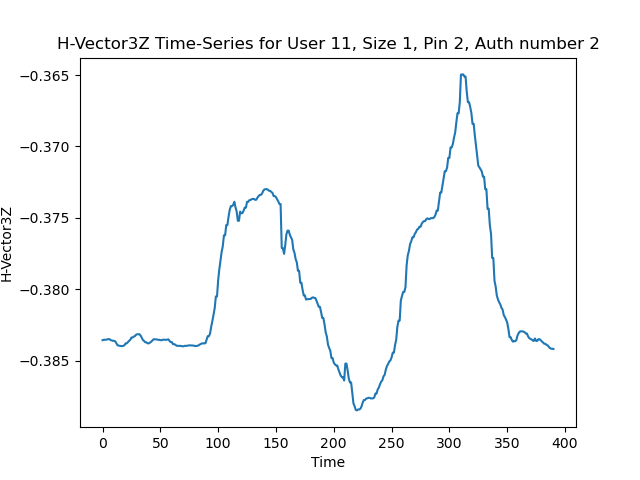 H-Vector3Z Time-Series for User 11, Size 1, Pin 2, Auth number 2
H-Vector3Z
−0.365
−0.370
−0.375
−0.380
−0.385
0 50 100 150 200 250 300 350 400
Time